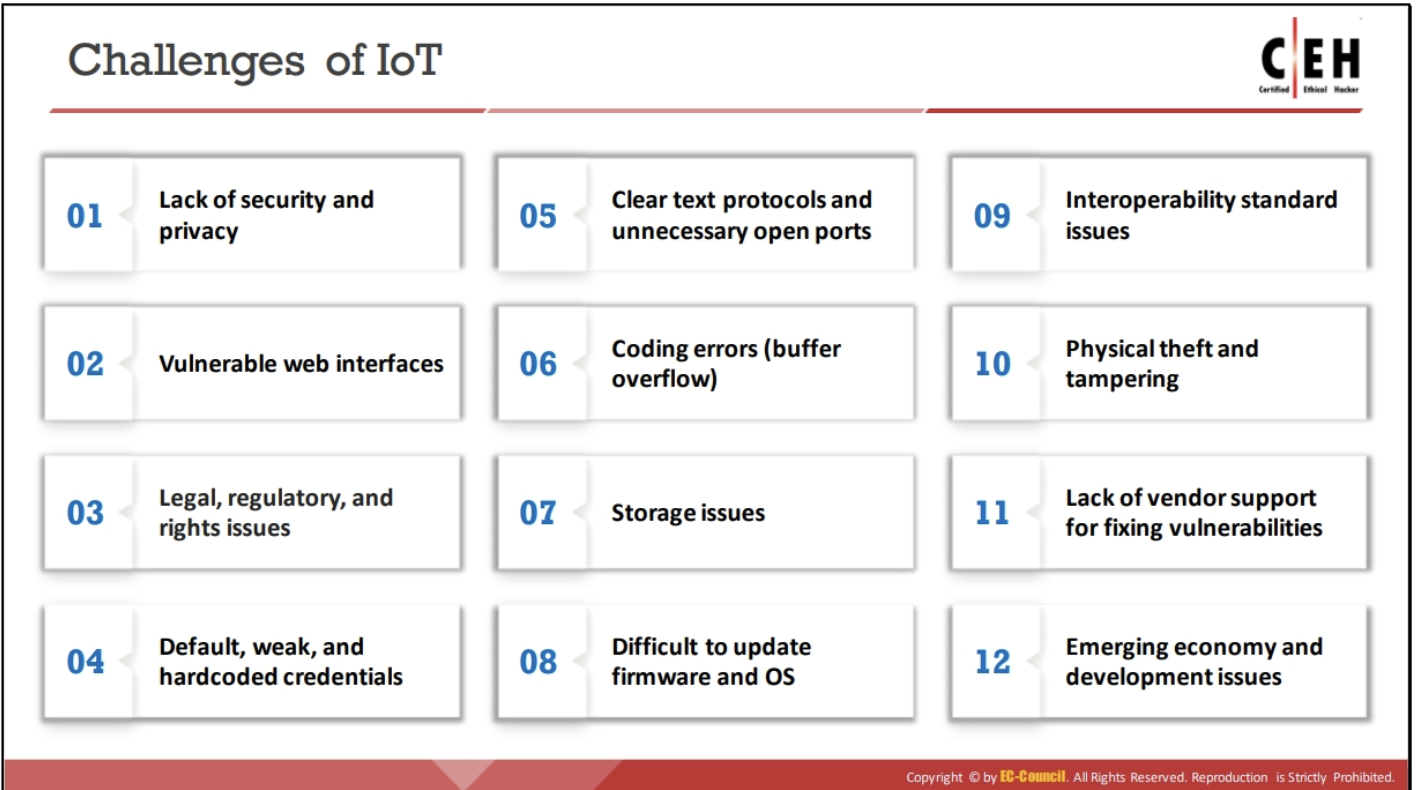 Challenges of IoT
C EH
Certified Ethical Hacker
01
Lack of security and
privacy
02
Vulnerable web interfaces
03
Legal, regulatory, and
rights issues
04
Default, weak, and
hardcoded credentials
05
Clear text protocols and
unnecessary open ports
06
Coding errors (buffer
overflow)
07
Storage issues
08
Difficult to update
firmware and OS
09
Interoperability standard
issues
10
Physical theft and
tampering
11
Lack of vendor support
for fixing vulnerabilities
12
Emerging economy and
development issues
Copyright © by EC-Council. All Rights Reserved. Reproduction is Strictly Prohibited.